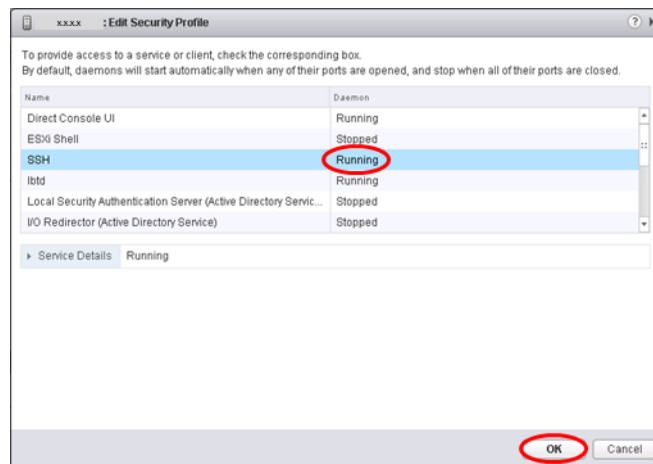 xxxx : Edit Security Profile
?
To provide access to a service or client, check the corresponding box.
By default, daemons will start automatically when any of their ports are opened, and stop when all of their ports are closed.
Name Daemon
Direct Console UI Running
ESXi Shell Stopped
SSH Running
lbtd Running
Local Security Authentication Server (Active Directory Servic... Stopped
I/O Redirector (Active Directory Service) Stopped
Service Details Running
OK Cancel